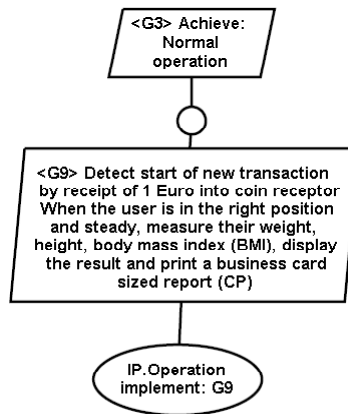 <G3> Achieve:
Normal
operation
<G9> Detect start of new transaction
by receipt of 1 Euro into coin receptor
When the user is in the right position
and steady, measure their weight,
height, body mass index (BMI), display
the result and print a business card
sized report (CP)
IP.Operation
implement: G9